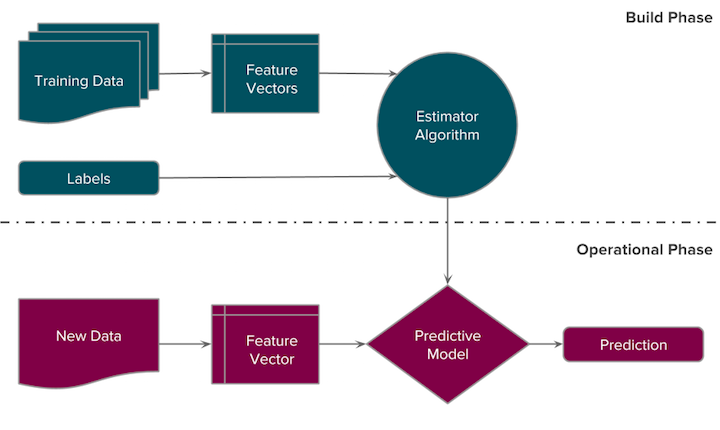 Build Phase
Training Data
Feature
Vectors
Estimator
Algorithm
Labels
Operational Phase
New Data
Feature
Vector
Predictive
Model
Prediction